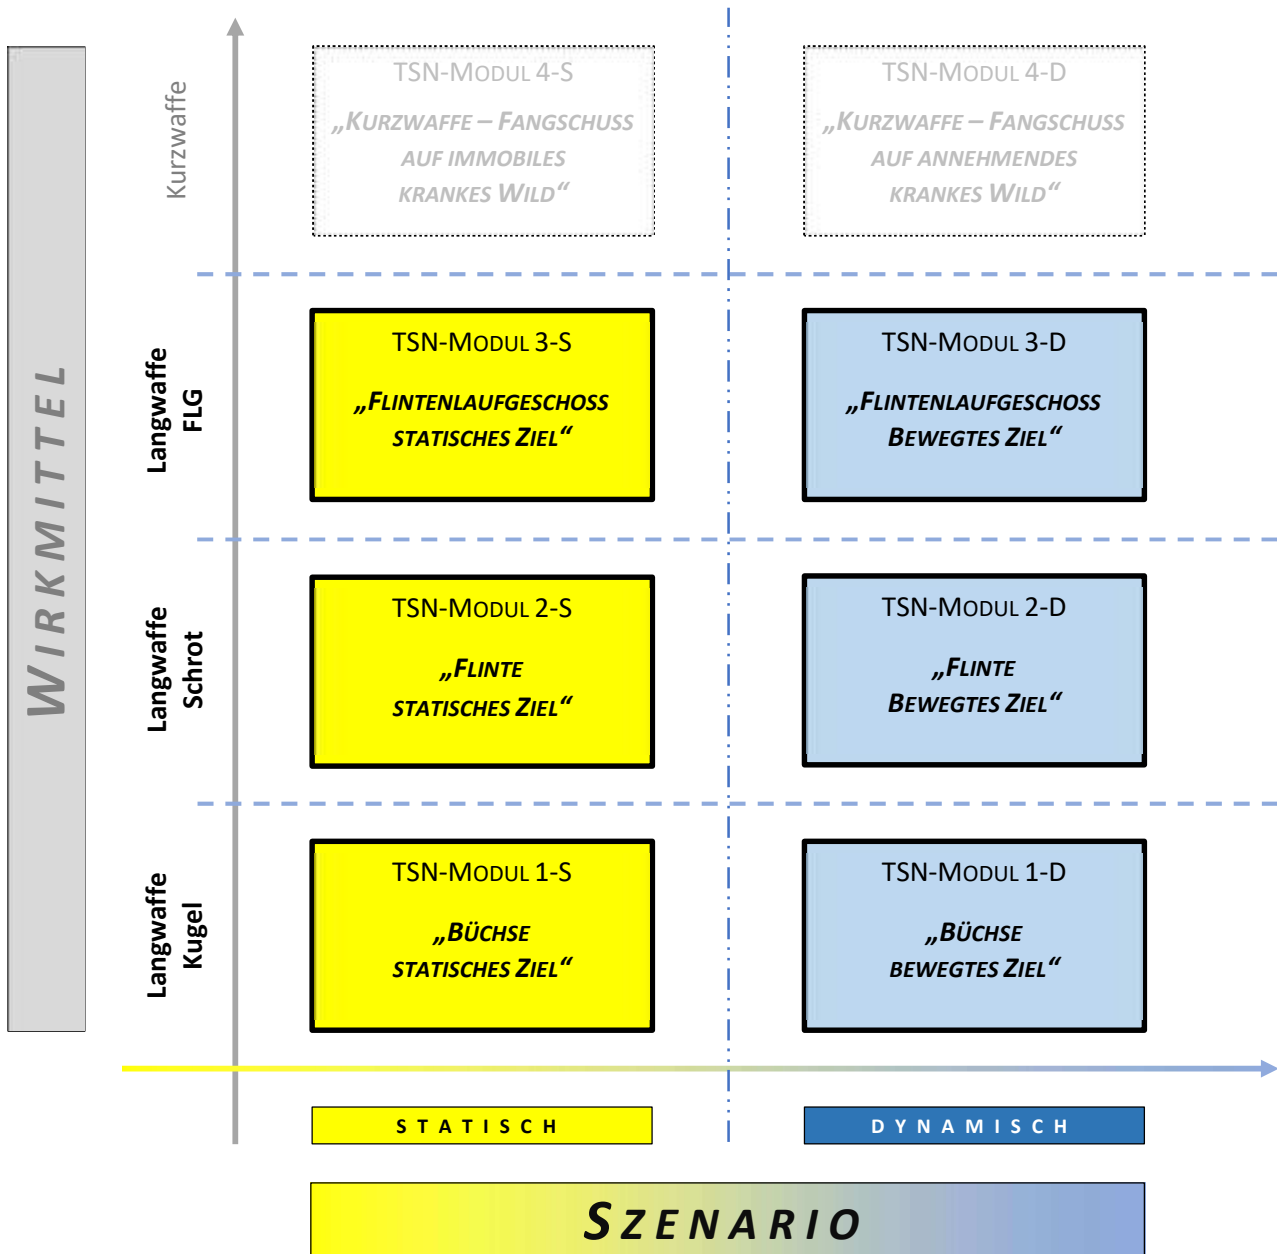 WIRKMITTEL
Kurzwaffe
TSN-MODUL 4-S
„KURZWAFFE – FANGSCHUSS
AUF IMMOBILES
KRANKES WILD“
TSN-MODUL 4-D
„KURZWAFFE – FANGSCHUSS
AUF ANNEHMENDES
KRANKES WILD“
Langwaffe
FLG
TSN-MODUL 3-S
„FLINTENLAUFGESCHOSS
STATISCHES ZIEL“
TSN-MODUL 3-D
„FLINTENLAUFGESCHOSS
BEWEGTES ZIEL“
Langwaffe
Schrot
TSN-MODUL 2-S
„FLINTE
STATISCHES ZIEL“
TSN-MODUL 2-D
„FLINTE
BEWEGTES ZIEL“
Langwaffe
Kugel
TSN-MODUL 1-S
„BÜCHSE
STATISCHES ZIEL“
TSN-MODUL 1-D
„BÜCHSE
BEWEGTES ZIEL“
STATISCH
DYNAMISCH
SZENARIO